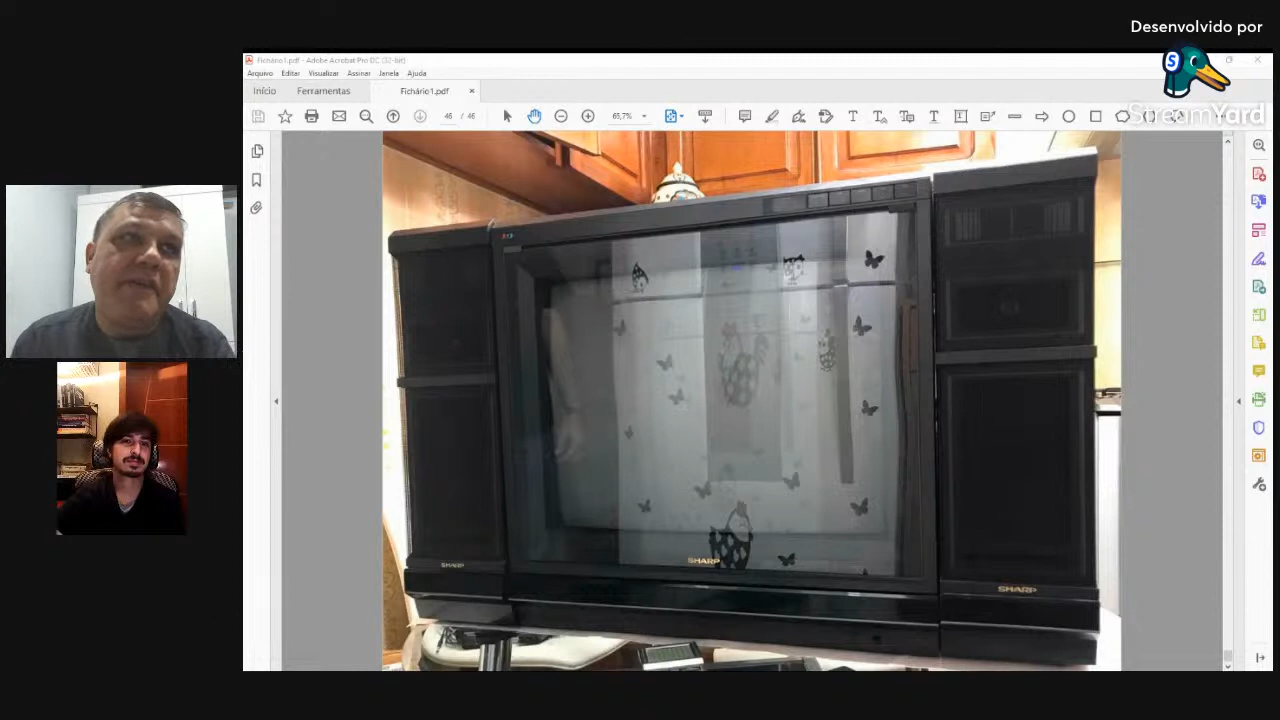 Desenvolvido por
StreamYard
Fichário1.pdf - Adobe Acrobat Pro DC (32-bit)
Arquivo Editar Visualizar Assinar Janela Ajuda
Início Ferramentas Fichário1.pdf ×
46 / 46 65,7%
SHARP
SHARP
SHARP